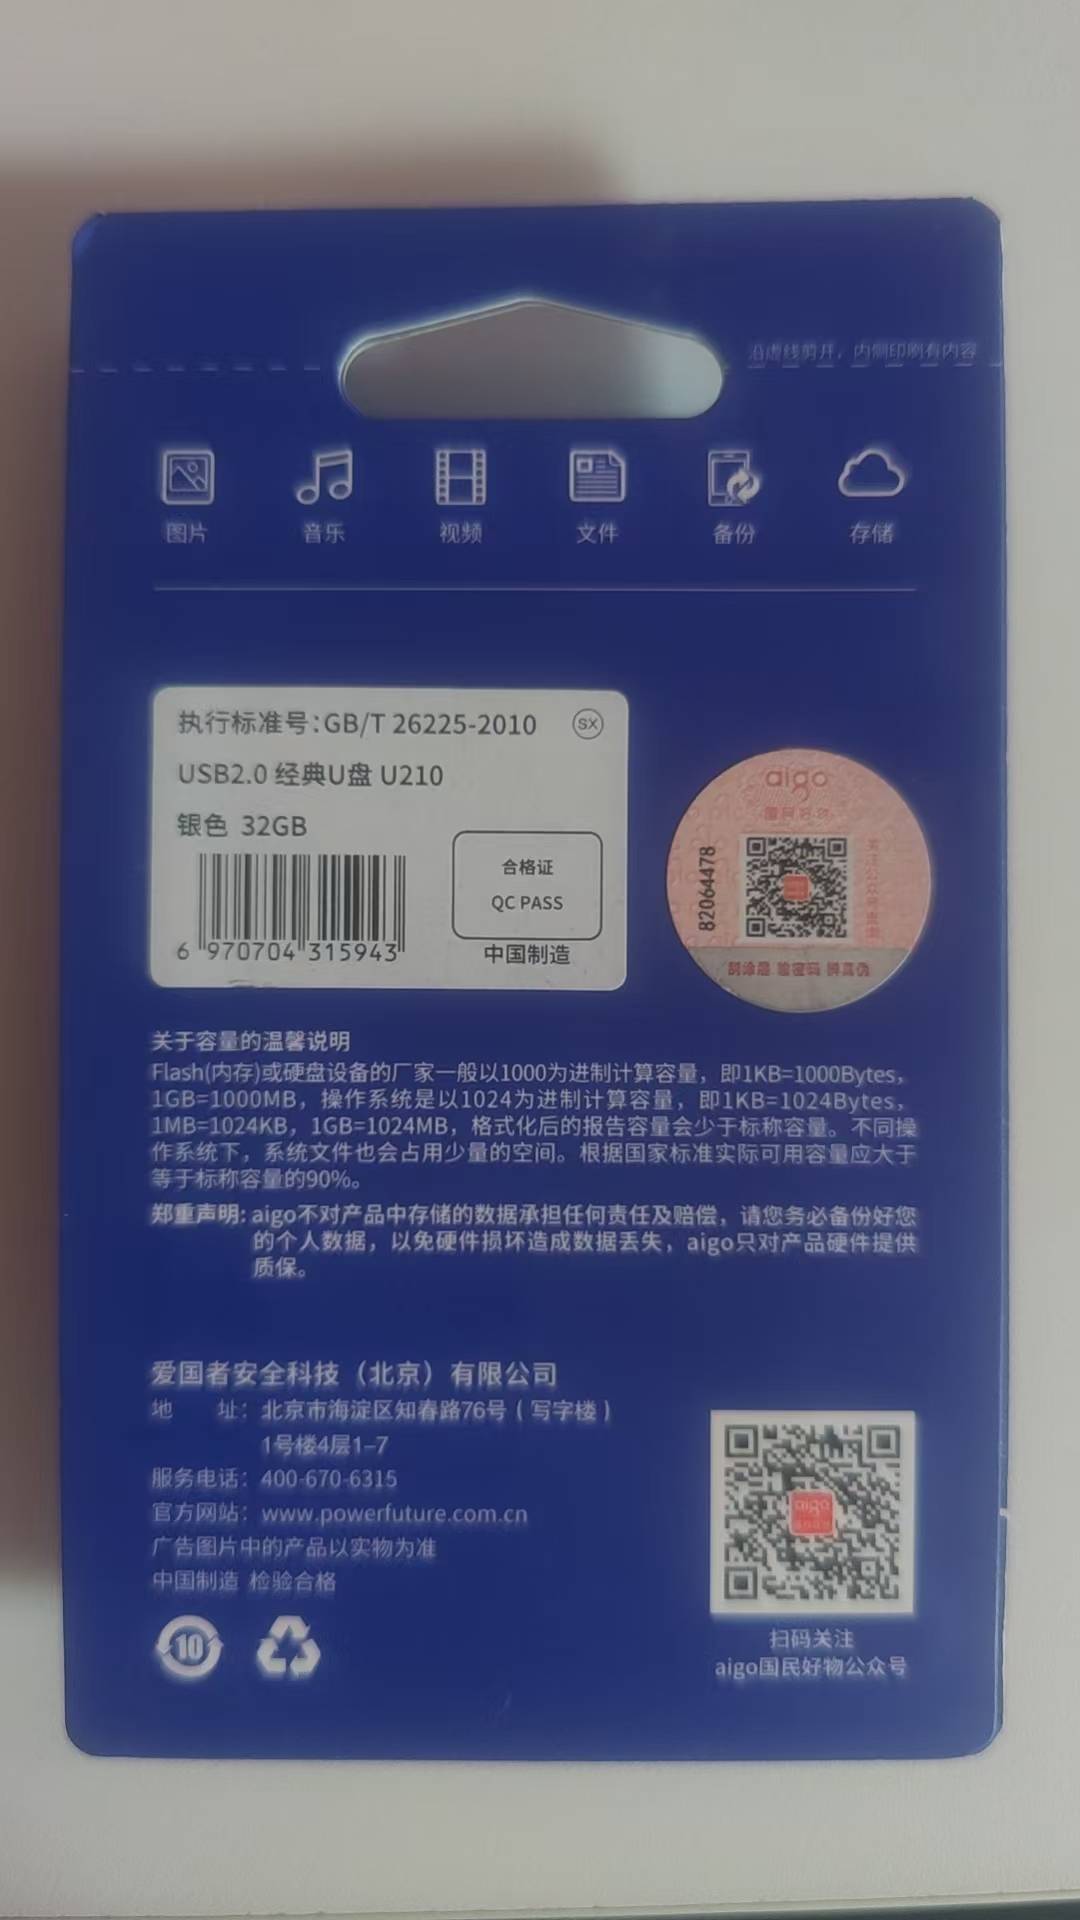 沿虚线剪开，内侧印刷有内容
图片 音乐 视频 文件 备份 存储
执行标准号：GB/T 26225-2010 SX
USB2.0 经典U盘 U210
银色 32GB
合格证
QC PASS
中国制造
6 970704 315943
aigo
82064478
刮涂层 验密码 辨真伪
关于容量的温馨说明
Flash(内存)或硬盘设备的厂家一般以1000为进制计算容量，即1KB=1000Bytes，
1GB=1000MB，操作系统是以1024为进制计算容量，即1KB=1024Bytes，
1MB=1024KB，1GB=1024MB，格式化后的报告容量会少于标称容量。不同操
作系统下，系统文件也会占用少量的空间。根据国家标准实际可用容量应大于
等于标称容量的90%。
郑重声明：aigo不对产品中存储的数据承担任何责任及赔偿，请您务必备份好您
的个人数据，以免硬件损坏造成数据丢失，aigo只对产品硬件提供
质保。
爱国者安全科技（北京）有限公司
地 址：北京市海淀区知春路76号（写字楼）
1号楼4层1-7
服务电话：400-670-6315
官方网站：www.powerfuture.com.cn
广告图片中的产品以实物为准
中国制造 检验合格
10
aigo
扫码关注
aigo国民好物公众号